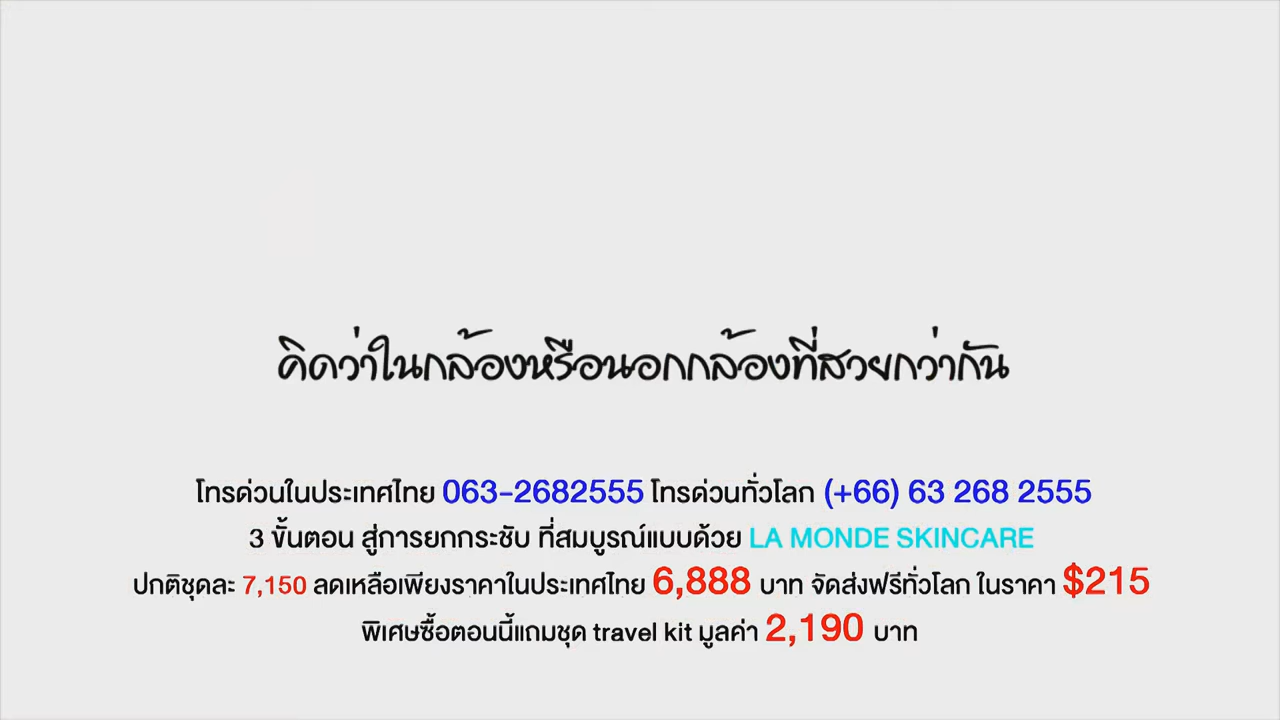 คิดว่าในกล้องหรือนอกกล้องที่สวยกว่ากัน
โทรด่วนในประเทศไทย 063-2682555 โทรด่วนทั่วโลก (+66) 63 268 2555
3 ขั้นตอน สู่การยกกระชับ ที่สมบูรณ์แบบด้วย LA MONDE SKINCARE
ปกติชุดละ 7,150 ลดเหลือเพียงราคาในประเทศไทย 6,888 บาท จัดส่งฟรีทั่วโลก ในราคา $215
พิเศษซื้อตอนนี้แถมชุด travel kit มูลค่า 2,190 บาท